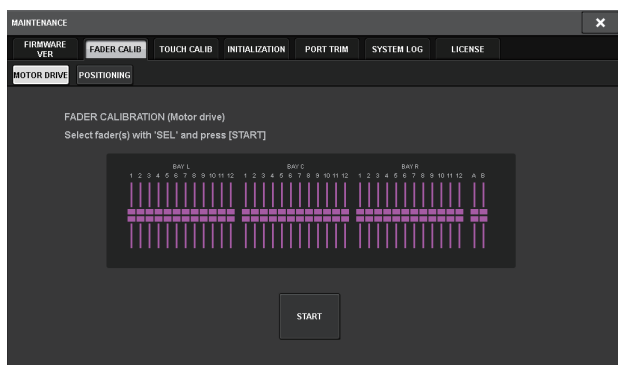 MAINTENANCE
FIRMWARE
VER
FADER CALIB
TOUCH CALIB
INITIALIZATION
PORT TRIM
SYSTEM LOG
LICENSE
MOTOR DRIVE
POSITIONING
FADER CALIBRATION (Motor drive)
Select fader(s) with 'SEL' and press [START]
BAY L BAY C BAY R
1 2 3 4 5 6 7 8 9 10 11 12 1 2 3 4 5 6 7 8 9 10 11 12 1 2 3 4 5 6 7 8 9 10 11 12 A B
START